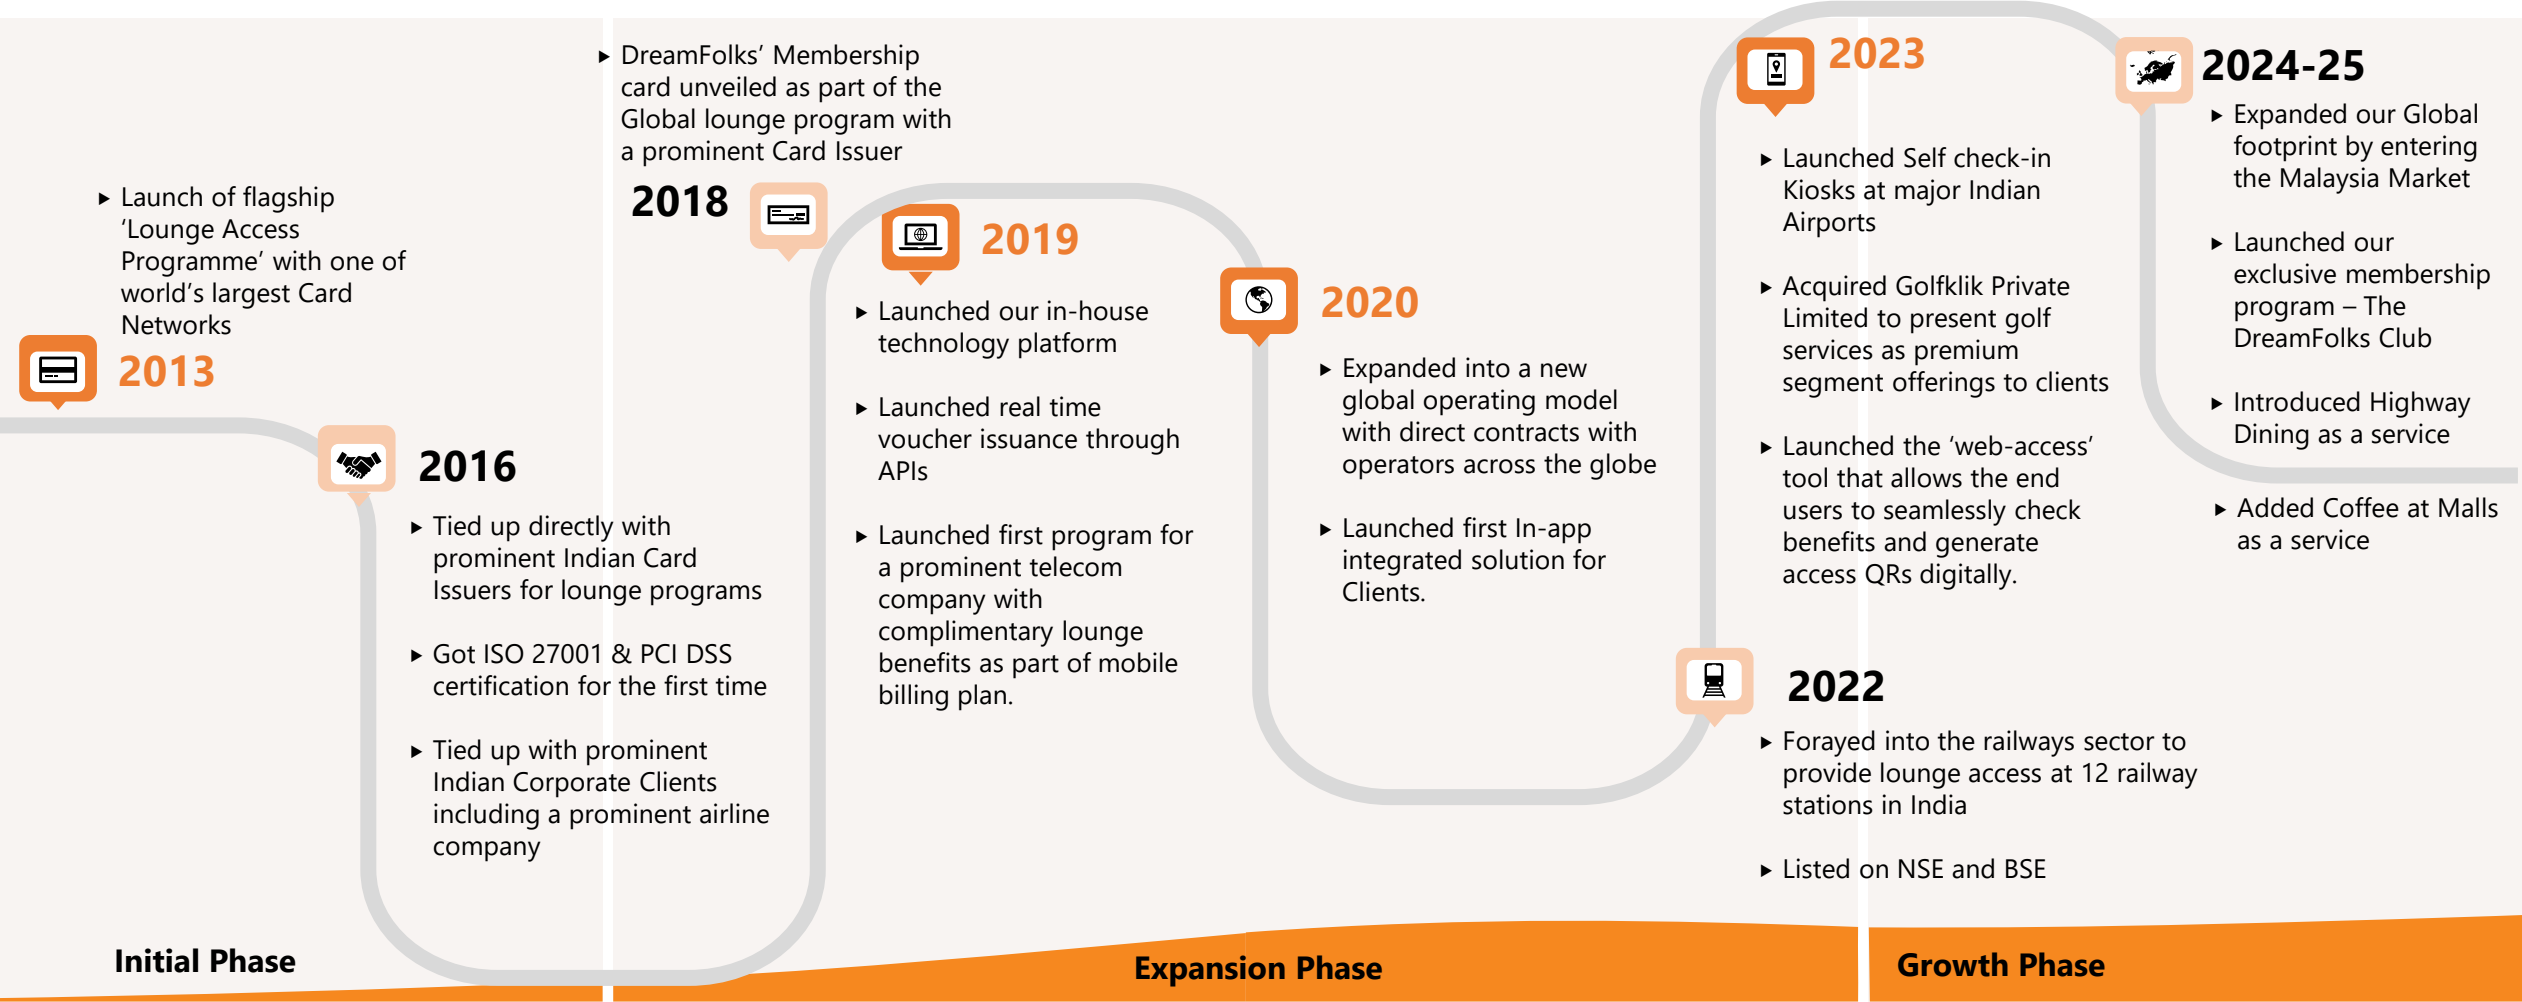 Launch of flagship
‘Lounge Access
Programme’ with one of
world’s largest Card
Networks
2013
2016
Tied up directly with
prominent Indian Card
Issuers for lounge programs
Got ISO 27001 & PCI DSS
certification for the first time
Tied up with prominent
Indian Corporate Clients
including a prominent airline
company
DreamFolks’ Membership
card unveiled as part of the
Global lounge program with
a prominent Card Issuer
2018
2019
Launched our in-house
technology platform
Launched real time
voucher issuance through
APIs
Launched first program for
a prominent telecom
company with
complimentary lounge
benefits as part of mobile
billing plan.
2020
Expanded into a new
global operating model
with direct contracts with
operators across the globe
Launched first In-app
integrated solution for
Clients.
2022
Forayed into the railways sector to
provide lounge access at 12 railway
stations in India
Listed on NSE and BSE
2023
Launched Self check-in
Kiosks at major Indian
Airports
Acquired Golfklik Private
Limited to present golf
services as premium
segment offerings to clients
Launched the ‘web-access’
tool that allows the end
users to seamlessly check
benefits and generate
access QRs digitally.
2024-25
Expanded our Global
footprint by entering
the Malaysia Market
Launched our
exclusive membership
program – The
DreamFolks Club
Introduced Highway
Dining as a service
Added Coffee at Malls
as a service
Initial Phase
Expansion Phase
Growth Phase